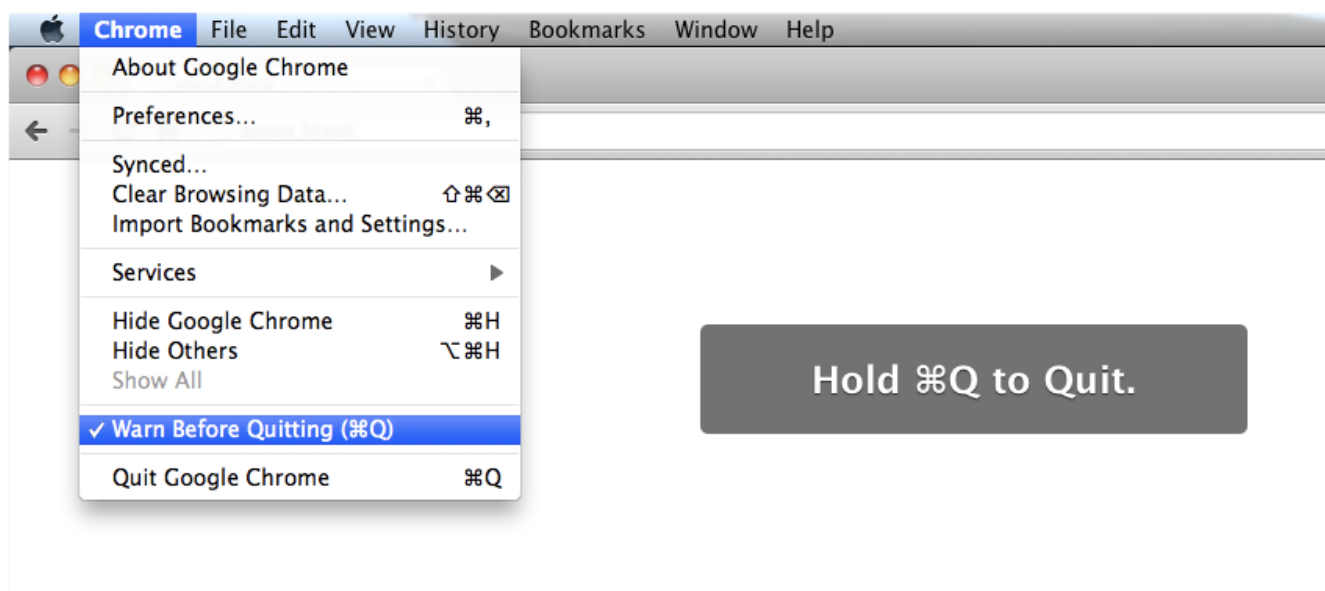 Chrome File Edit View History Bookmarks Window Help
About Google Chrome
Preferences... ⌘,
Synced...
Clear Browsing Data... ⇧⌘⌫
Import Bookmarks and Settings...
Services ▶
Hide Google Chrome ⌘H
Hide Others ⌥⌘H
Show All
✓ Warn Before Quitting (⌘Q)
Quit Google Chrome ⌘Q
Hold ⌘Q to Quit.